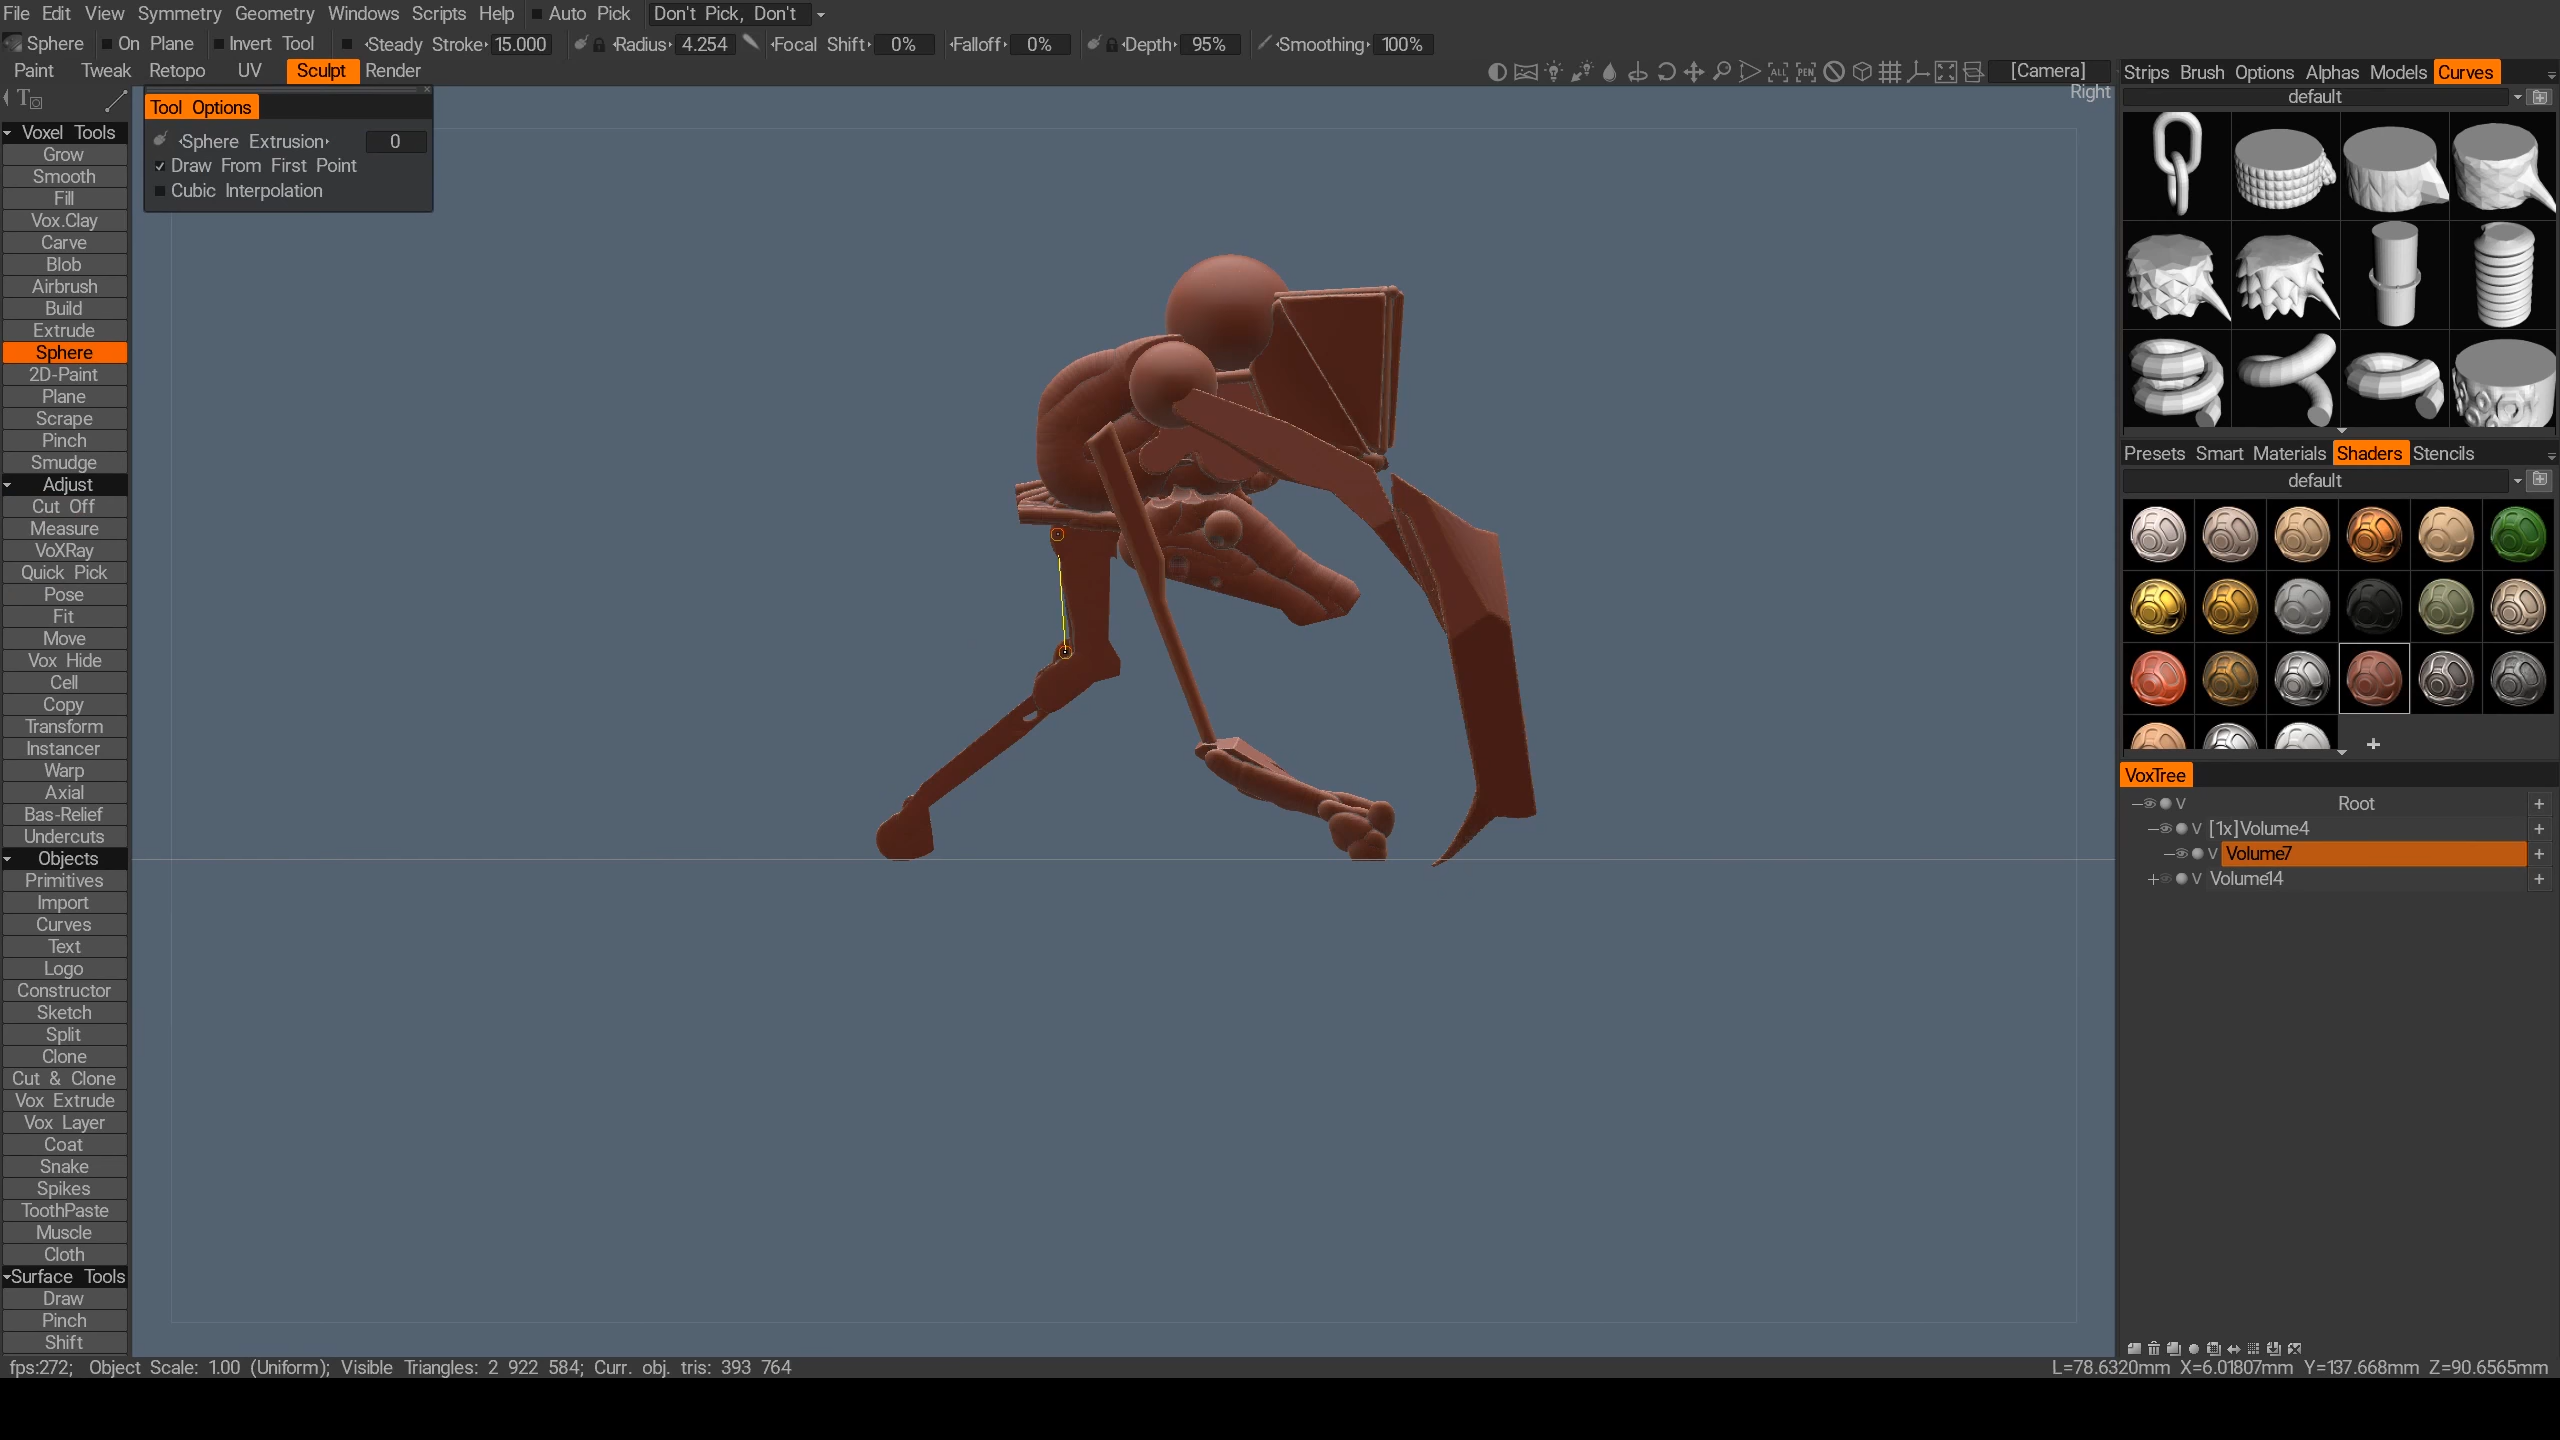 File Edit View Symmetry Geometry Windows Scripts Help Auto Pick Don't Pick, Don't
Sphere On Plane Invert Tool Steady Stroke 15.000 Radius 4.254 Focal Shift 0% Falloff 0% Depth 95% Smoothing 100%
Paint Tweak Retopo UV Sculpt Render ALL PEN [Camera]
Right
Tool Options
Sphere Extrusion 0
Draw From First Point
Cubic Interpolation
Voxel Tools
Grow
Smooth
Fill
Vox.Clay
Carve
Blob
Airbrush
Build
Extrude
Sphere
2D-Paint
Plane
Scrape
Pinch
Smudge
Adjust
Cut Off
Measure
VoXRay
Quick Pick
Pose
Fit
Move
Vox Hide
Cell
Copy
Transform
Instancer
Warp
Axial
Bas-Relief
Undercuts
Objects
Primitives
Import
Curves
Text
Logo
Constructor
Sketch
Split
Clone
Cut & Clone
Vox Extrude
Vox Layer
Coat
Snake
Spikes
ToothPaste
Muscle
Cloth
Surface Tools
Draw
Pinch
Shift
Strips Brush Options Alphas Models Curves
default
Presets Smart Materials Shaders Stencils
default
VoxTree
V Root +
V [1x]Volume4 +
V Volume7 +
V Volume14 +
fps:272; Object Scale: 1.00 (Uniform); Visible Triangles: 2 922 584; Curr. obj. tris: 393 764
L=78.6320mm X=6.01807mm Y=137.668mm Z=90.6565mm